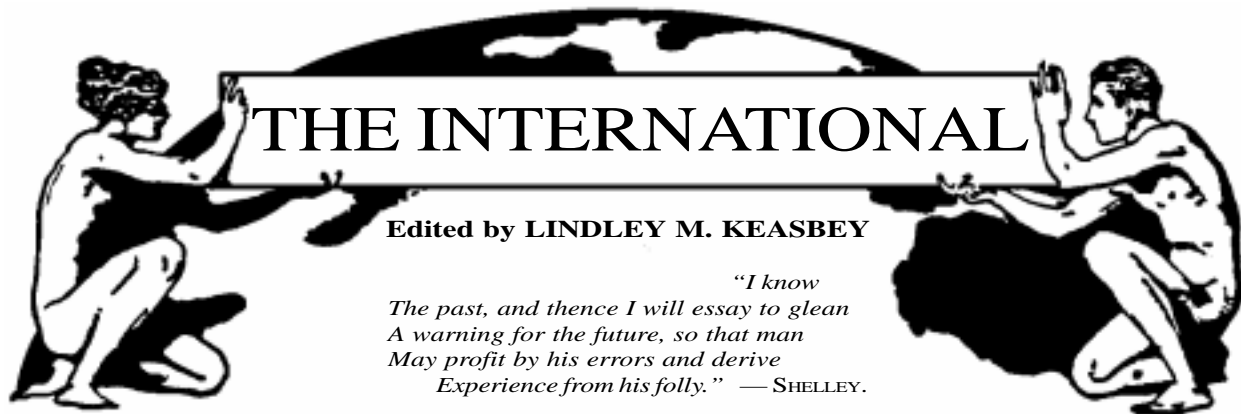 THE INTERNATIONAL
Edited by LINDLEY M. KEASBEY
“I know
The past, and thence I will essay to glean
A warning for the future, so that man
May profit by his errors and derive
Experience from his folly.” — SHELLEY.